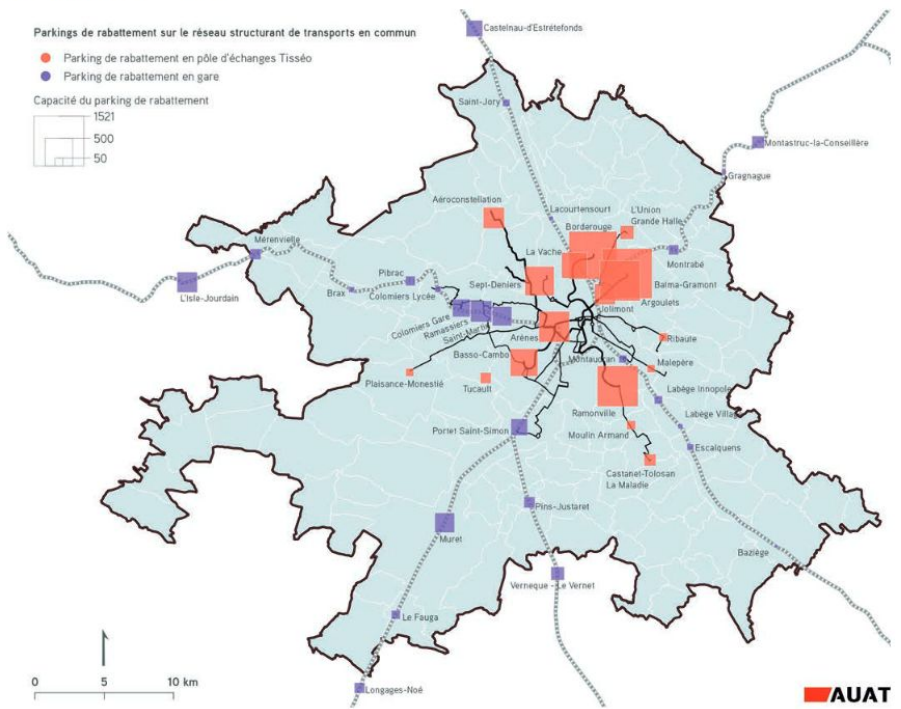 Parkings de rabattement sur le réseau structurant de transports en commun
Parking de rabattement en pôle d'échanges Tisséo
Parking de rabattement en gare
Capacité du parking de rabattement
1521
500
50
Castelnau-d'Estrétefonds
Saint-Jory
Montastruc-la-Conseillère
Gragnague
Aéroconstellation
Lacourtensourt
L'Union
Grande Halle
Borderouge
La Vache
Montrabé
Mérenvielle
Pibrac
Sept-Deniers
Balma-Gramont
L'Isle-Jourdain
Brax
Colomiers Lycée
Argoulets
Jolimont
Colomiers Gare
Ramassiers
Saint-Martin
Arènes
Ribaute
Basso-Cambo
Montaudran
Malepère
Plaisance-Monestié
Tucault
Labège Innopole
Ramonville
Labège Village
Portet Saint-Simon
Moulin Armand
Escalquens
Castanet-Tolosan
La Maladie
Pins-Justaret
Muret
Baziège
Verneque - Le Vernet
Le Fauga
Longages-Noé
0 5 10 km
AUAT